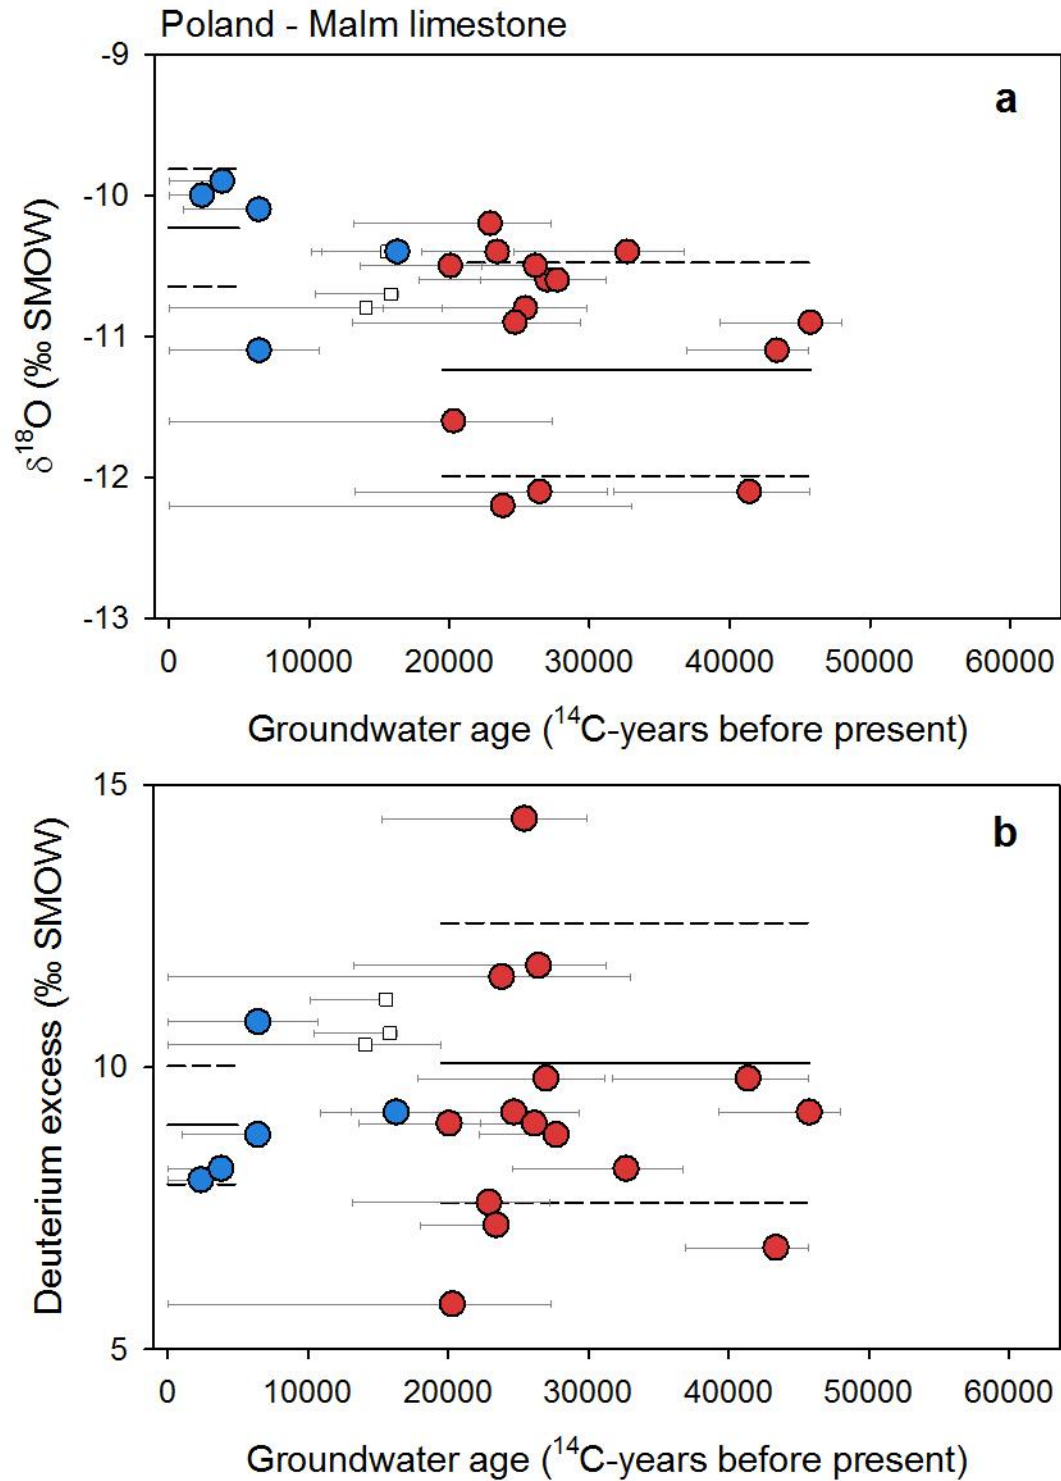 Poland - Malm limestone
a
-9
-10
-11
-12
-13
δ18O (‰ SMOW)
0 10000 20000 30000 40000 50000 60000
Groundwater age (14C-years before present)
b
15
10
5
Deuterium excess (‰ SMOW)
0 10000 20000 30000 40000 50000 60000
Groundwater age (14C-years before present)